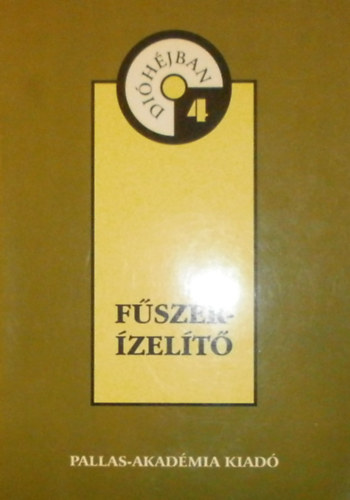 DIÓHÉJBAN
4
FŰSZER-
ÍZELÍTŐ
PALLAS-AKADÉMIA KIADÓ